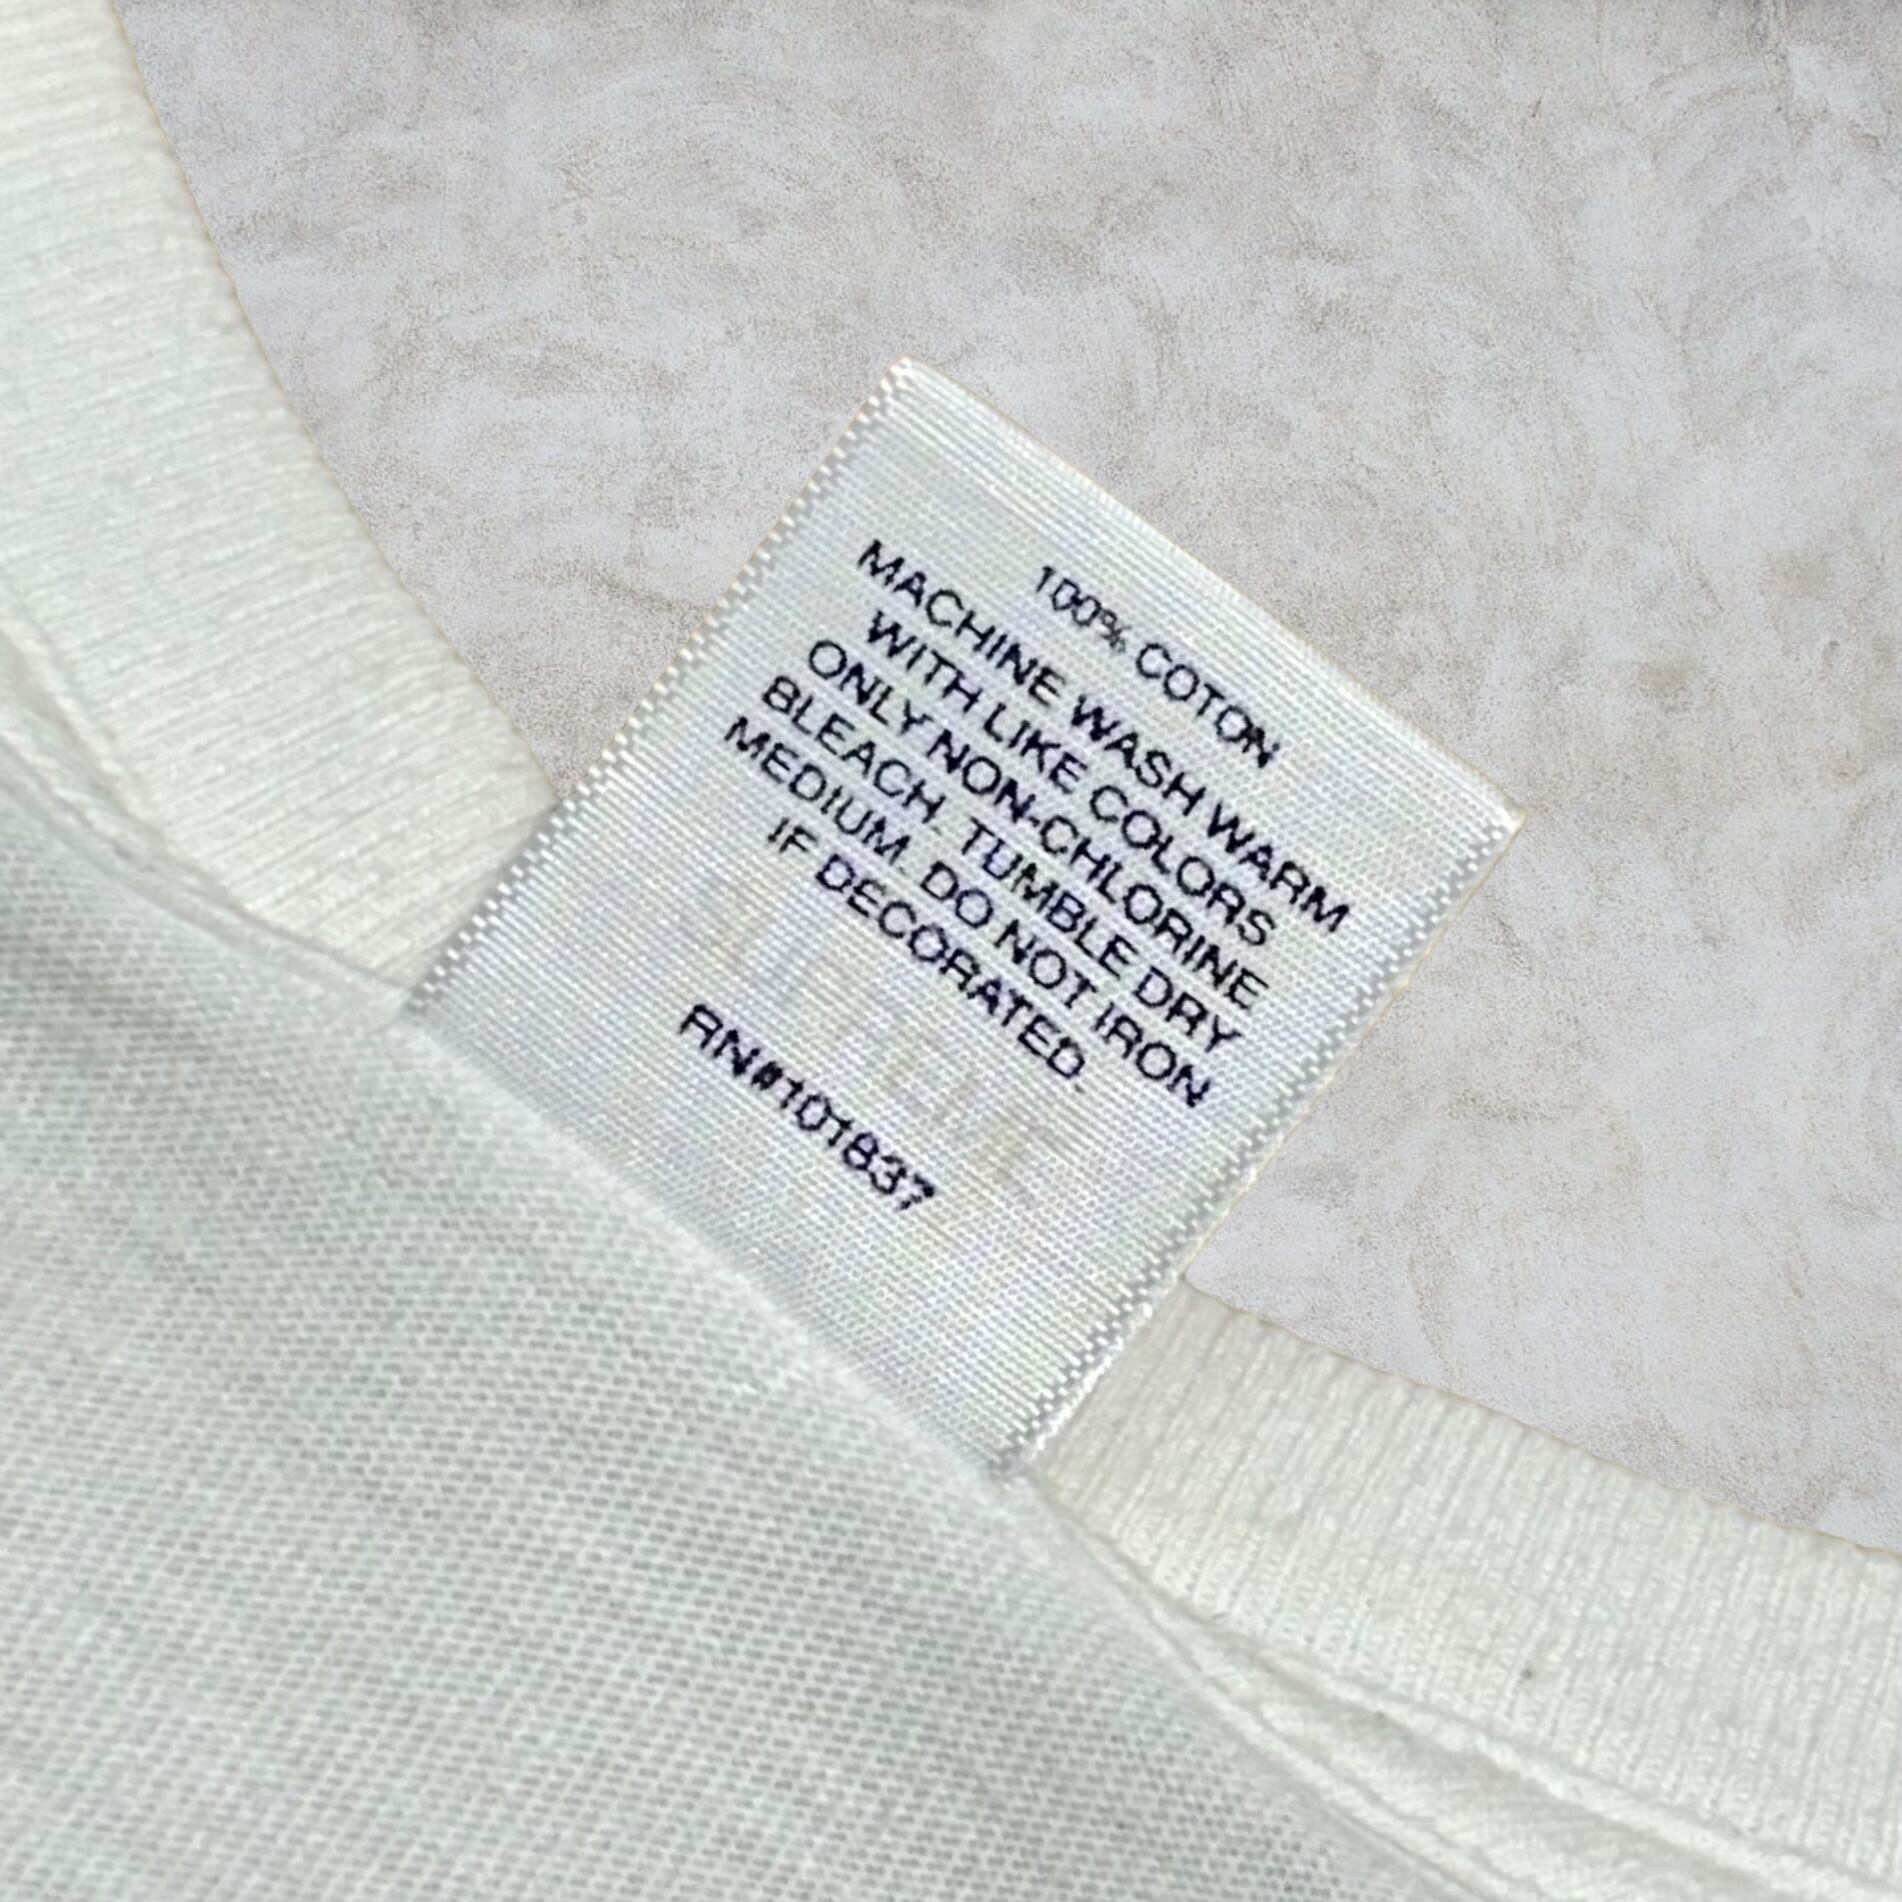 100% COTON
MACHINE WASH WARM
WITH LIKE COLORS
ONLY NON-CHLORINE
BLEACH. TUMBLE DRY
MEDIUM. DO NOT IRON
IF DECORATED.
RN#101837